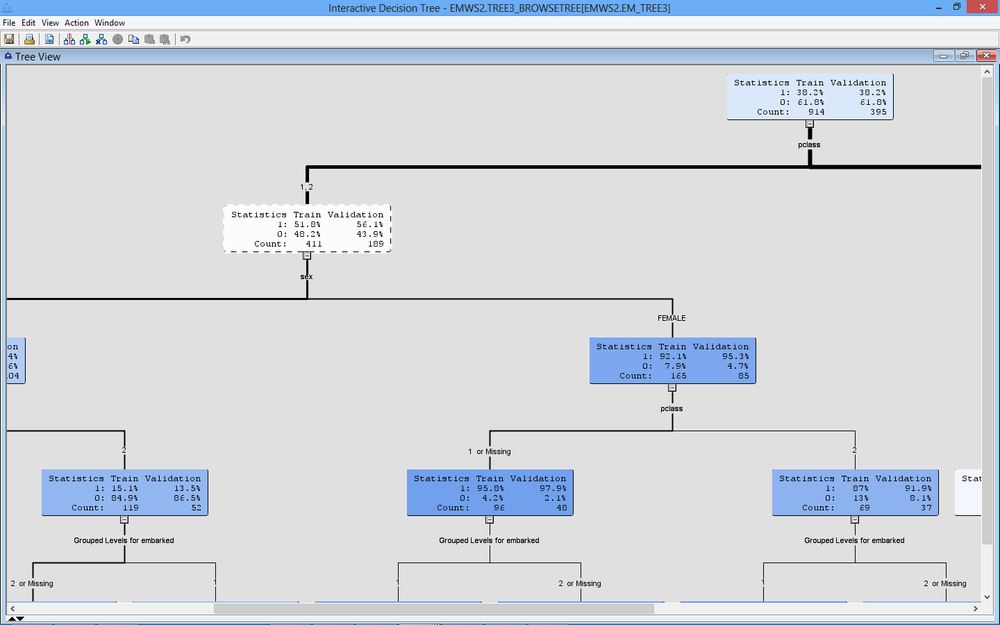 Interactive Decision Tree - EMWS2.TREE3_BROWSETREE[EMWS2.EM_TREE3]
File Edit View Action Window
Tree View
Statistics Train Validation
1: 38.2% 38.2%
0: 61.8% 61.8%
Count: 914 395
pclass
1, 2
Statistics Train Validation
1: 51.8% 56.1%
0: 48.2% 43.9%
Count: 411 189
sex
FEMALE
on
4%
6%
04
Statistics Train Validation
1: 92.1% 95.3%
0: 7.9% 4.7%
Count: 165 85
pclass
2
1 or Missing
2
Statistics Train Validation
1: 15.1% 13.5%
0: 84.9% 86.5%
Count: 119 52
Statistics Train Validation
1: 95.8% 97.9%
0: 4.2% 2.1%
Count: 96 48
Statistics Train Validation
1: 87% 91.9%
0: 13% 8.1%
Count: 69 37
Stat
Grouped Levels for embarked
Grouped Levels for embarked
Grouped Levels for embarked
2 or Missing
1
1
2 or Missing
1
2 or Missing